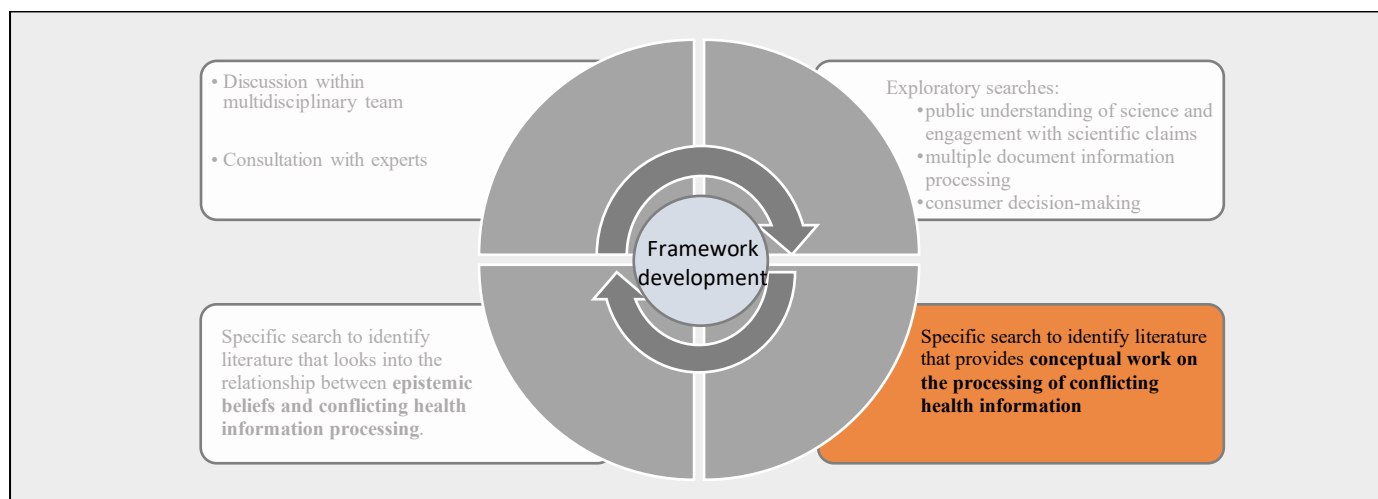 • Discussion within
multidisciplinary team
• Consultation with experts
Exploratory searches:
•public understanding of science and
engagement with scientific claims
•multiple document information
processing
•consumer decision-making
Framework
development
Specific search to identify
literature that looks into the
relationship between epistemic
beliefs and conflicting health
information processing.
Specific search to identify literature
that provides conceptual work on
the processing of conflicting
health information